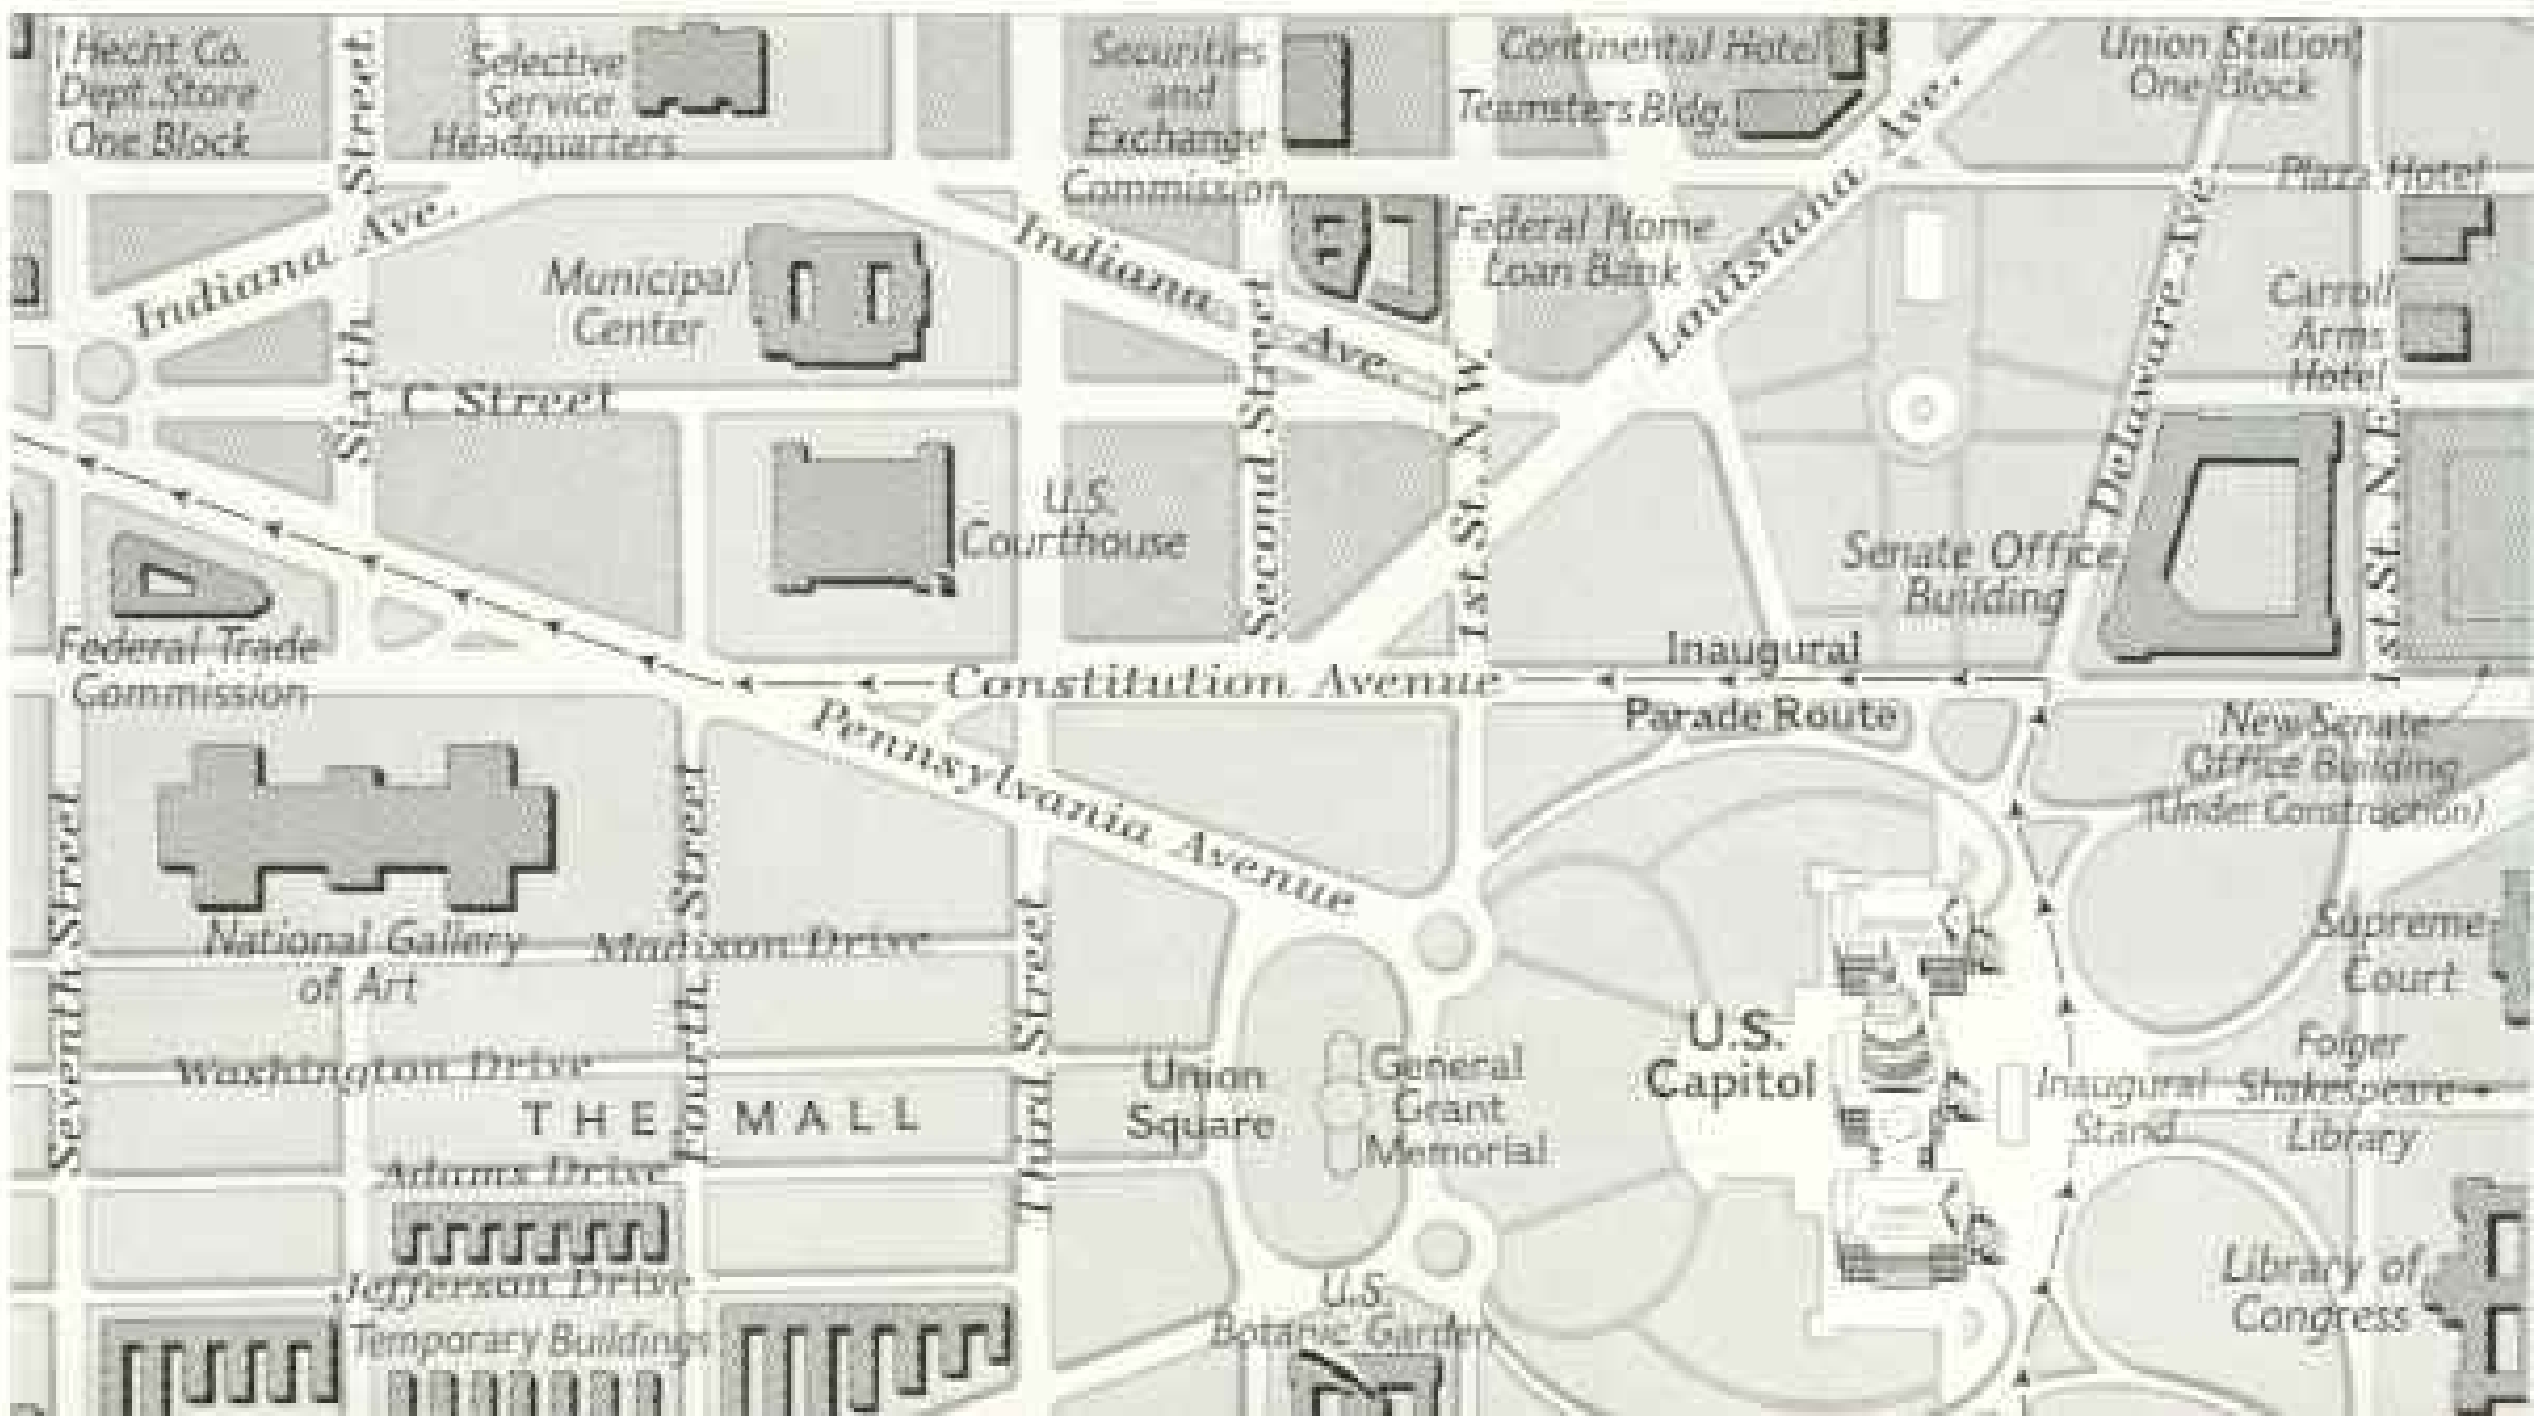 Hecht Co.
Dept. Store
One Block
Street
Sixth
Selective
Service
Headquarters
Securities
and
Exchange
Commission
Continental Hotel
Teamsters Bldg.
Louisiana Ave.
Union Station
One Block
Plaza Hotel
Indiana Ave.
Municipal
Center
Indiana Ave.
Federal Home
Loan Bank
Delaware Ave.
Carroll
Arms
Hotel
C Street
Second Street
1st St. N.W.
1st St. N.E.
U.S.
Courthouse
Senate Office
Building
Federal Trade
Commission
Constitution Avenue
Inaugural
Parade Route
New Senate
Office Building
(Under Construction)
Pennsylvania Avenue
Seventh Street
Fourth Street
Third Street
National Gallery
of Art
Madison Drive
Supreme
Court
Washington Drive
THE MALL
Union
Square
General
Grant
Memorial
U.S.
Capitol
Inaugural
Stand
Folger
Shakespeare
Library
Adams Drive
Jefferson Drive
Temporary Buildings
U.S.
Botanic Garden
Library of
Congress